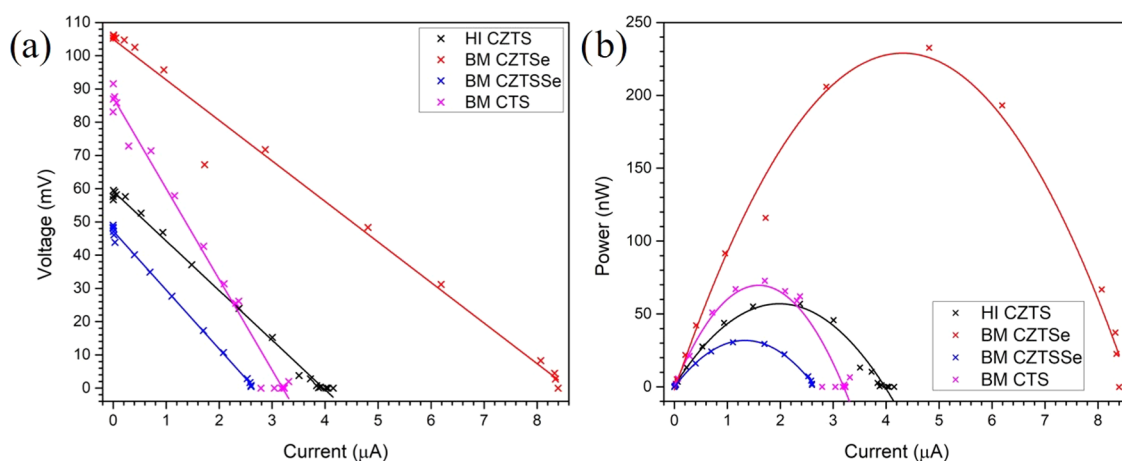 (a)
110
100
90
80
70
60
50
40
30
20
10
0
Voltage (mV)
0 1 2 3 4 5 6 7 8
Current (μA)
HI CZTS
BM CZTSe
BM CZTSSe
BM CTS
(b)
250
200
150
100
50
0
Power (nW)
0 1 2 3 4 5 6 7 8
Current (μA)
HI CZTS
BM CZTSe
BM CZTSSe
BM CTS